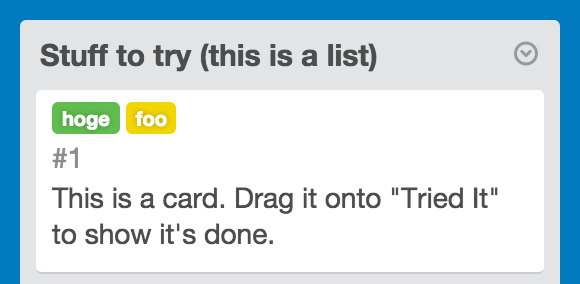 Stuff to try (this is a list)
hoge foo
#1
This is a card. Drag it onto "Tried It"
to show it's done.